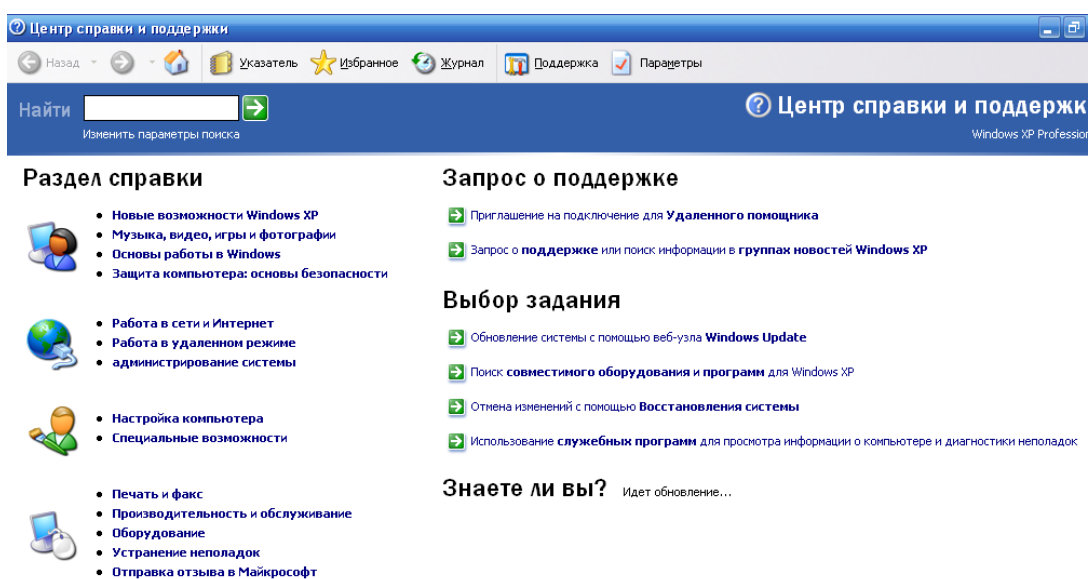 Центр справки и поддержки
Назад Указатель Избранное Журнал Поддержка Параметры
Найти
Изменить параметры поиска
Центр справки и поддержк
Windows XP Profession
Раздел справки
Новые возможности Windows XP
Музыка, видео, игры и фотографии
Основы работы в Windows
Защита компьютера: основы безопасности
Работа в сети и Интернет
Работа в удаленном режиме
администрирование системы
Настройка компьютера
Специальные возможности
Печать и факс
Производительность и обслуживание
Оборудование
Устранение неполадок
Отправка отзыва в Майкрософт
Запрос о поддержке
Приглашение на подключение для Удаленного помощника
Запрос о поддержке или поиск информации в группах новостей Windows XP
Выбор задания
Обновление системы с помощью веб-узла Windows Update
Поиск совместимого оборудования и программ для Windows XP
Отмена изменений с помощью Восстановления системы
Использование служебных программ для просмотра информации о компьютере и диагностики неполадок
Знаете ли вы? Идет обновление...